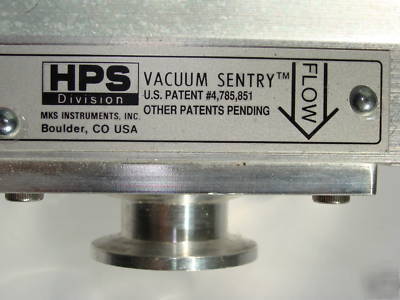 HPS
Division
MKS INSTRUMENTS, INC.
Boulder, CO USA
VACUUM SENTRY™
U.S. PATENT #4,785,851
OTHER PATENTS PENDING
FLOW